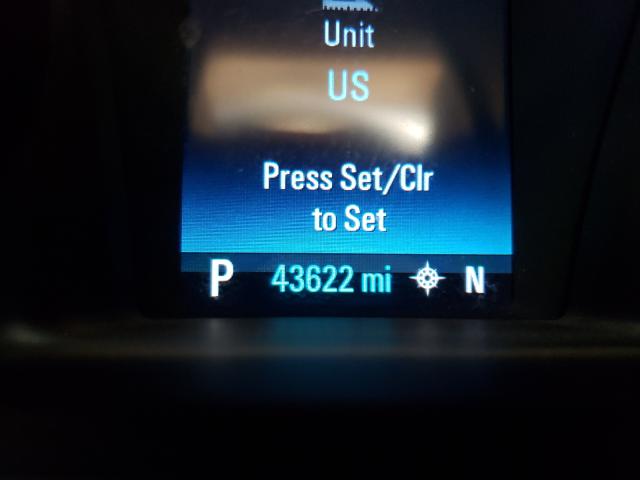 Unit
US
Press Set/Clr
to Set
P 43622 mi N